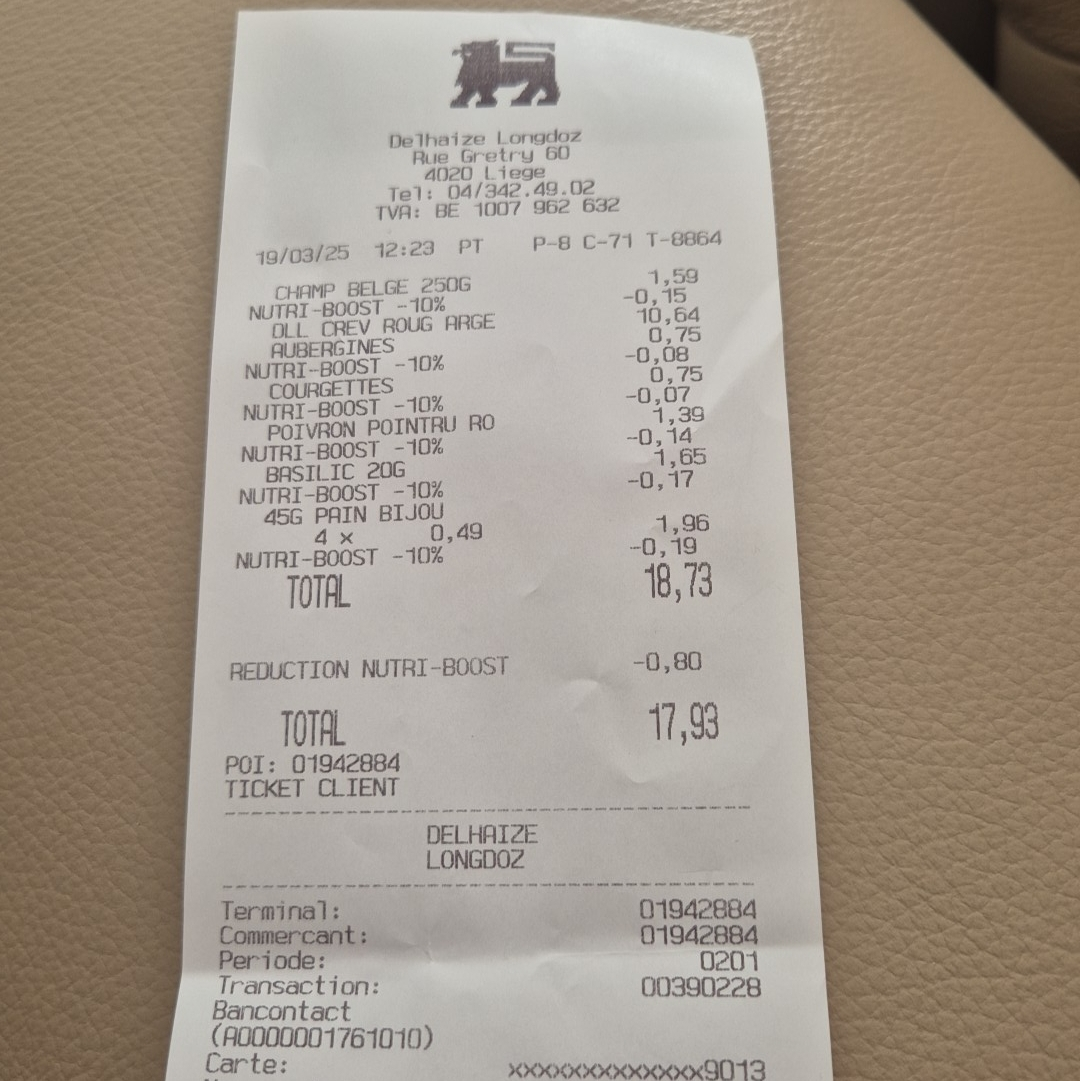 Delhaize Longdoz
Rue Gretry 60
4020 Liege
Tel: 04/342.49.02
TVA: BE 1007 962 632
19/03/25 12:23 PT P-8 C-71 T-8864
CHAMP BELGE 250G 1,59
NUTRI-BOOST -10% -0,15
DLL CREV ROUG ARGE 10,64
AUBERGINES 0,75
NUTRI-BOOST -10% -0,08
COURGETTES 0,75
NUTRI-BOOST -10% -0,07
POIVRON POINTRU RO 1,39
NUTRI-BOOST -10% -0,14
BASILIC 20G 1,65
NUTRI-BOOST -10% -0,17
45G PAIN BIJOU
4 x 0,49 1,96
NUTRI-BOOST -10% -0,19
TOTAL 18,73
REDUCTION NUTRI-BOOST -0,80
TOTAL 17,93
POI: 01942884
TICKET CLIENT
DELHAIZE
LONGDOZ
Terminal: 01942884
Commercant: 01942884
Periode: 0201
Transaction: 00390228
Bancontact
(A0000001761010)
Carte: xxxxxxxxxxxxxx9013